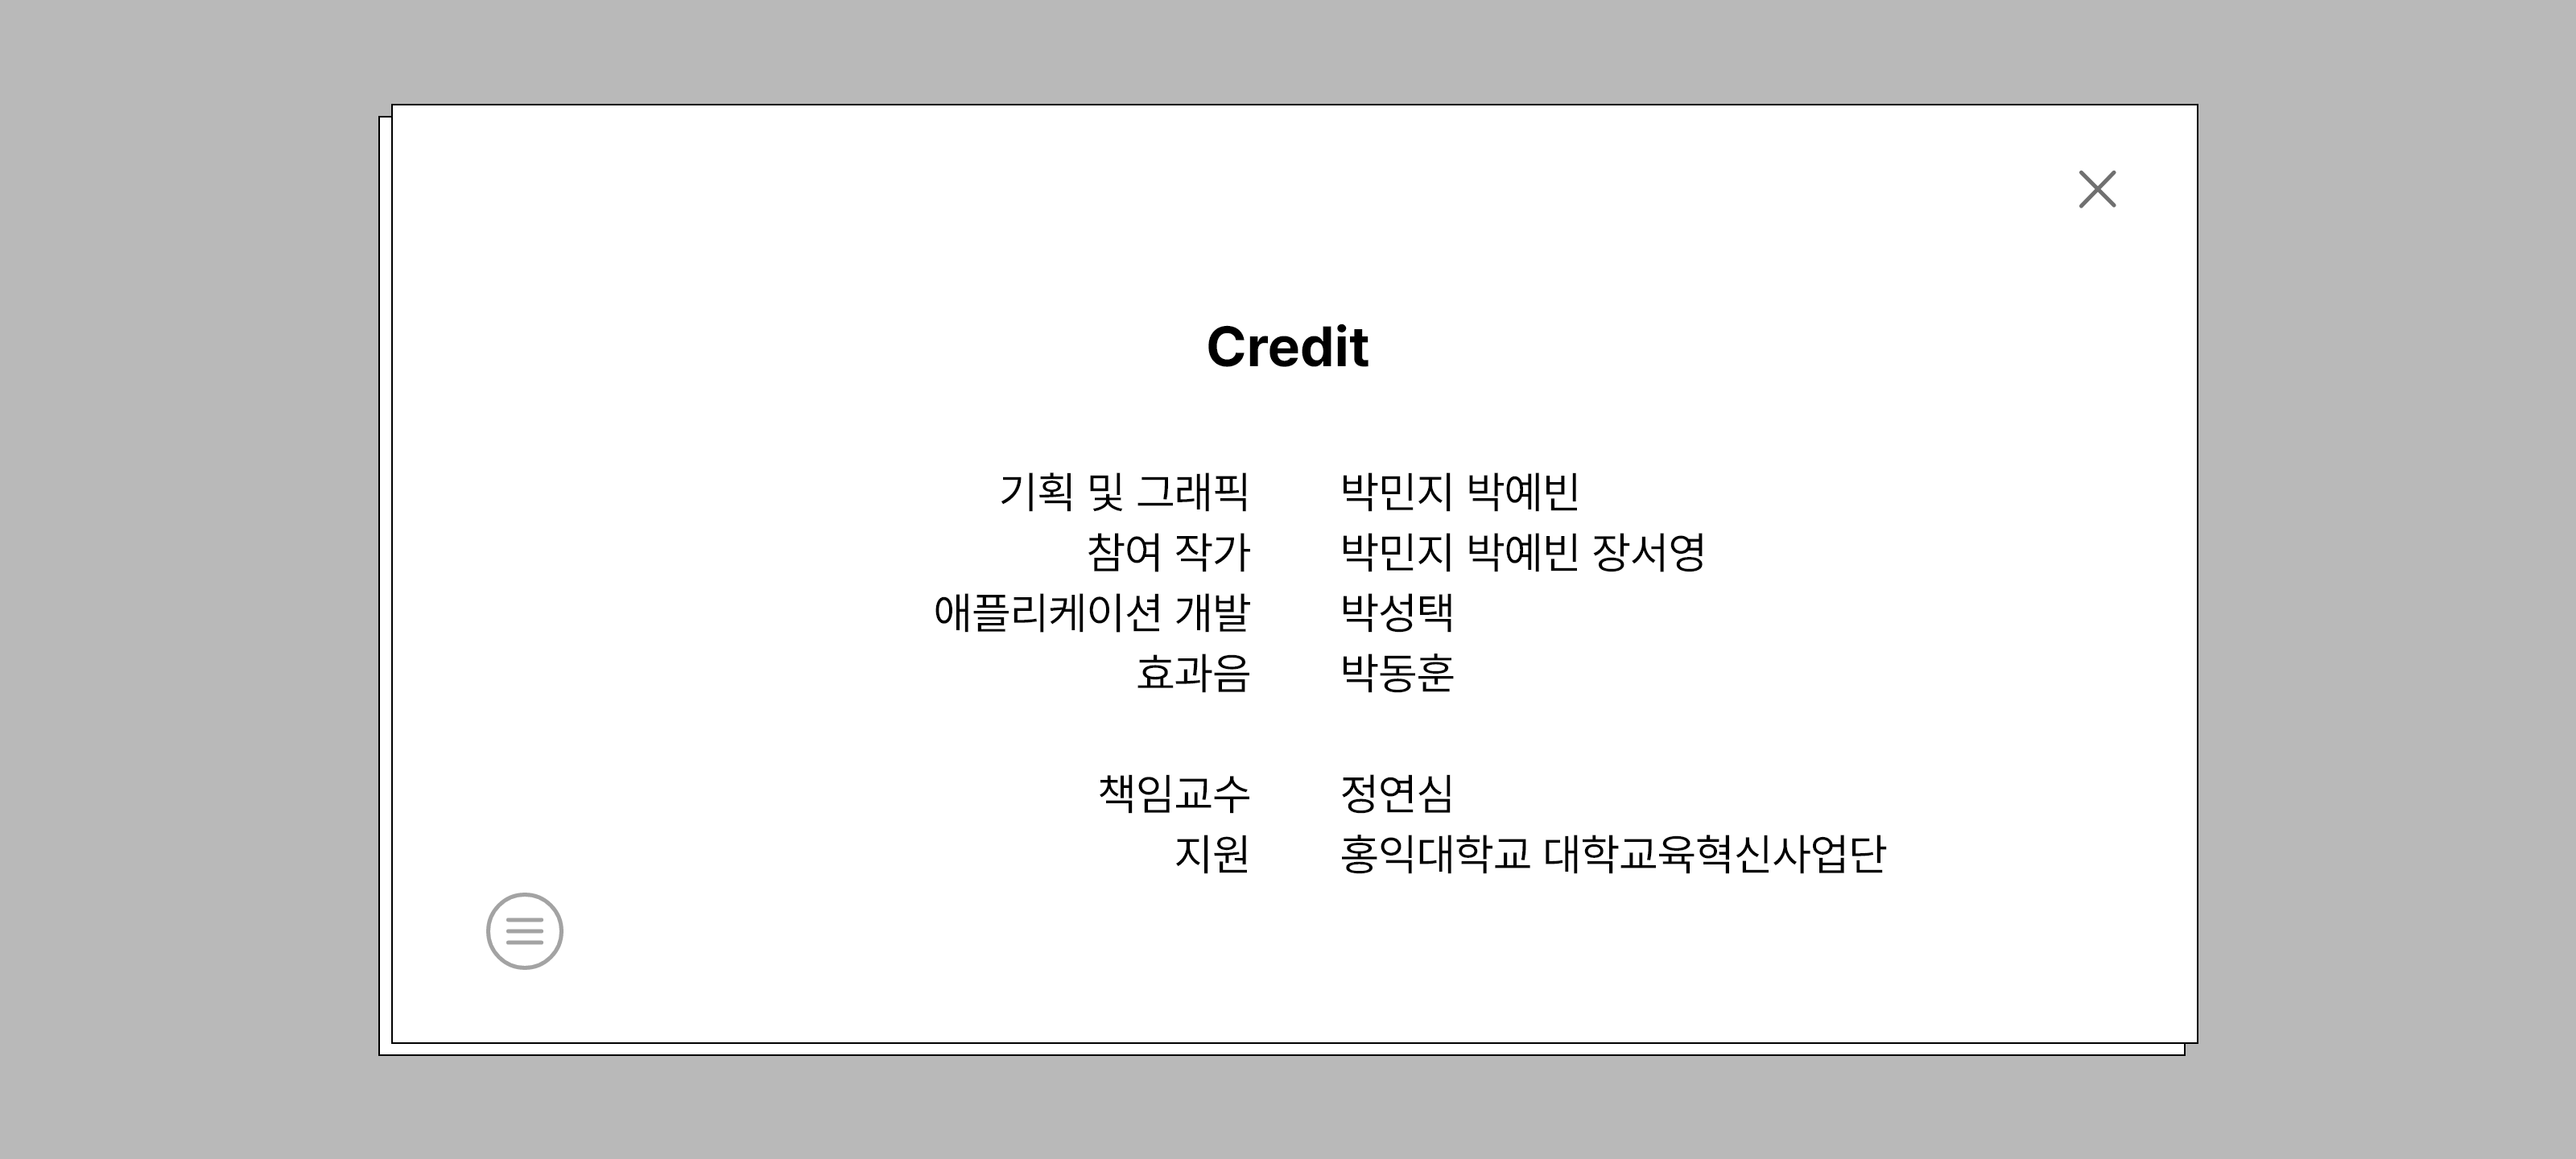 Credit
기획 및 그래픽 박민지 박예빈
참여 작가 박민지 박예빈 장서영
애플리케이션 개발 박성택
효과음 박동훈
책임교수 정연심
지원 홍익대학교 대학교육혁신사업단